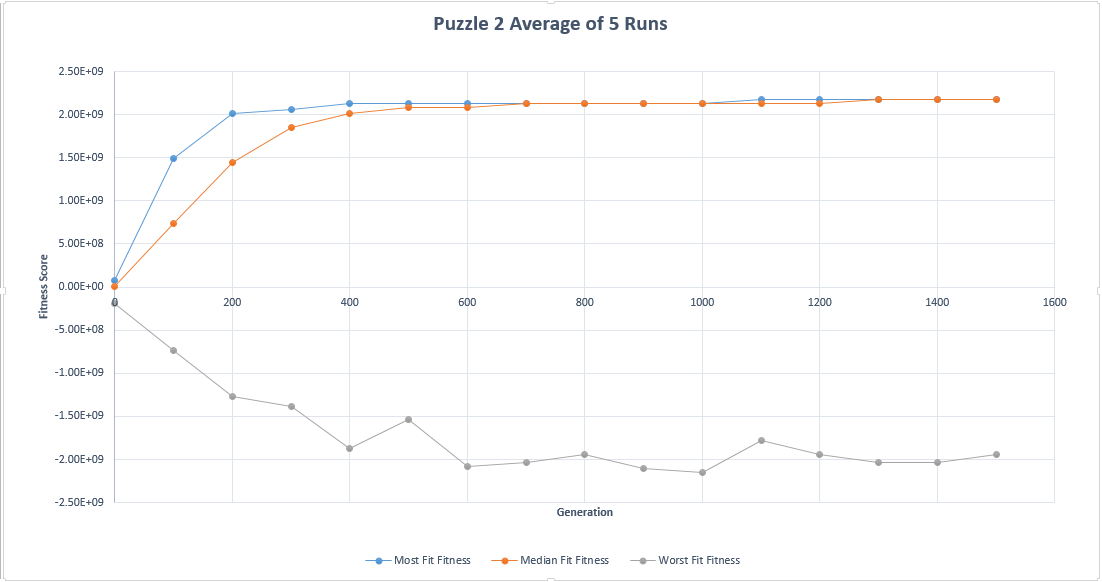 Puzzle 2 Average of 5 Runs
2.50E+09
2.00E+09
1.50E+09
1.00E+09
5.00E+08
0.00E+00
-5.00E+08
-1.00E+09
-1.50E+09
-2.00E+09
-2.50E+09
Fitness Score
0 200 400 600 800 1000 1200 1400 1600
Generation
Most Fit Fitness Median Fit Fitness Worst Fit Fitness